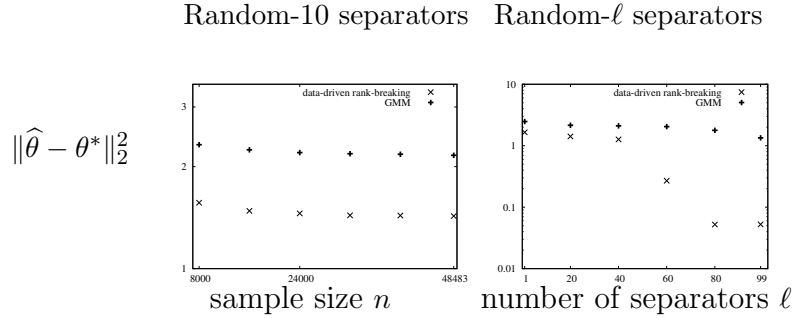 Random-10 separators Random-ℓ separators
data-driven rank-breaking
GMM
3
2
1
8000 24000 48483
data-driven rank-breaking
GMM
10
1
0.1
0.01
1 20 40 60 80 99
‖θ̂ − θ*‖₂²
sample size n number of separators ℓ